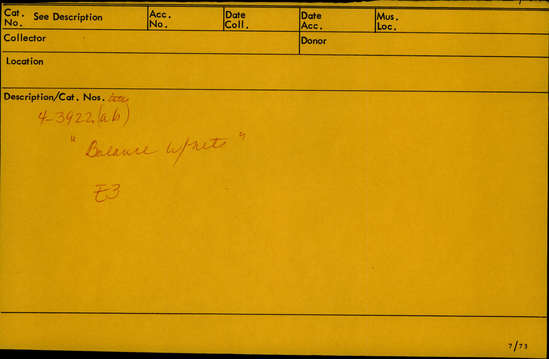 Cat. No. See Description Acc. No. Date Coll. Date Acc. Mus. Loc.
Collector Donor
Location
Description/Cat. Nos.
4-3922(a,b)
"Balance w/nets"
E3
7/73